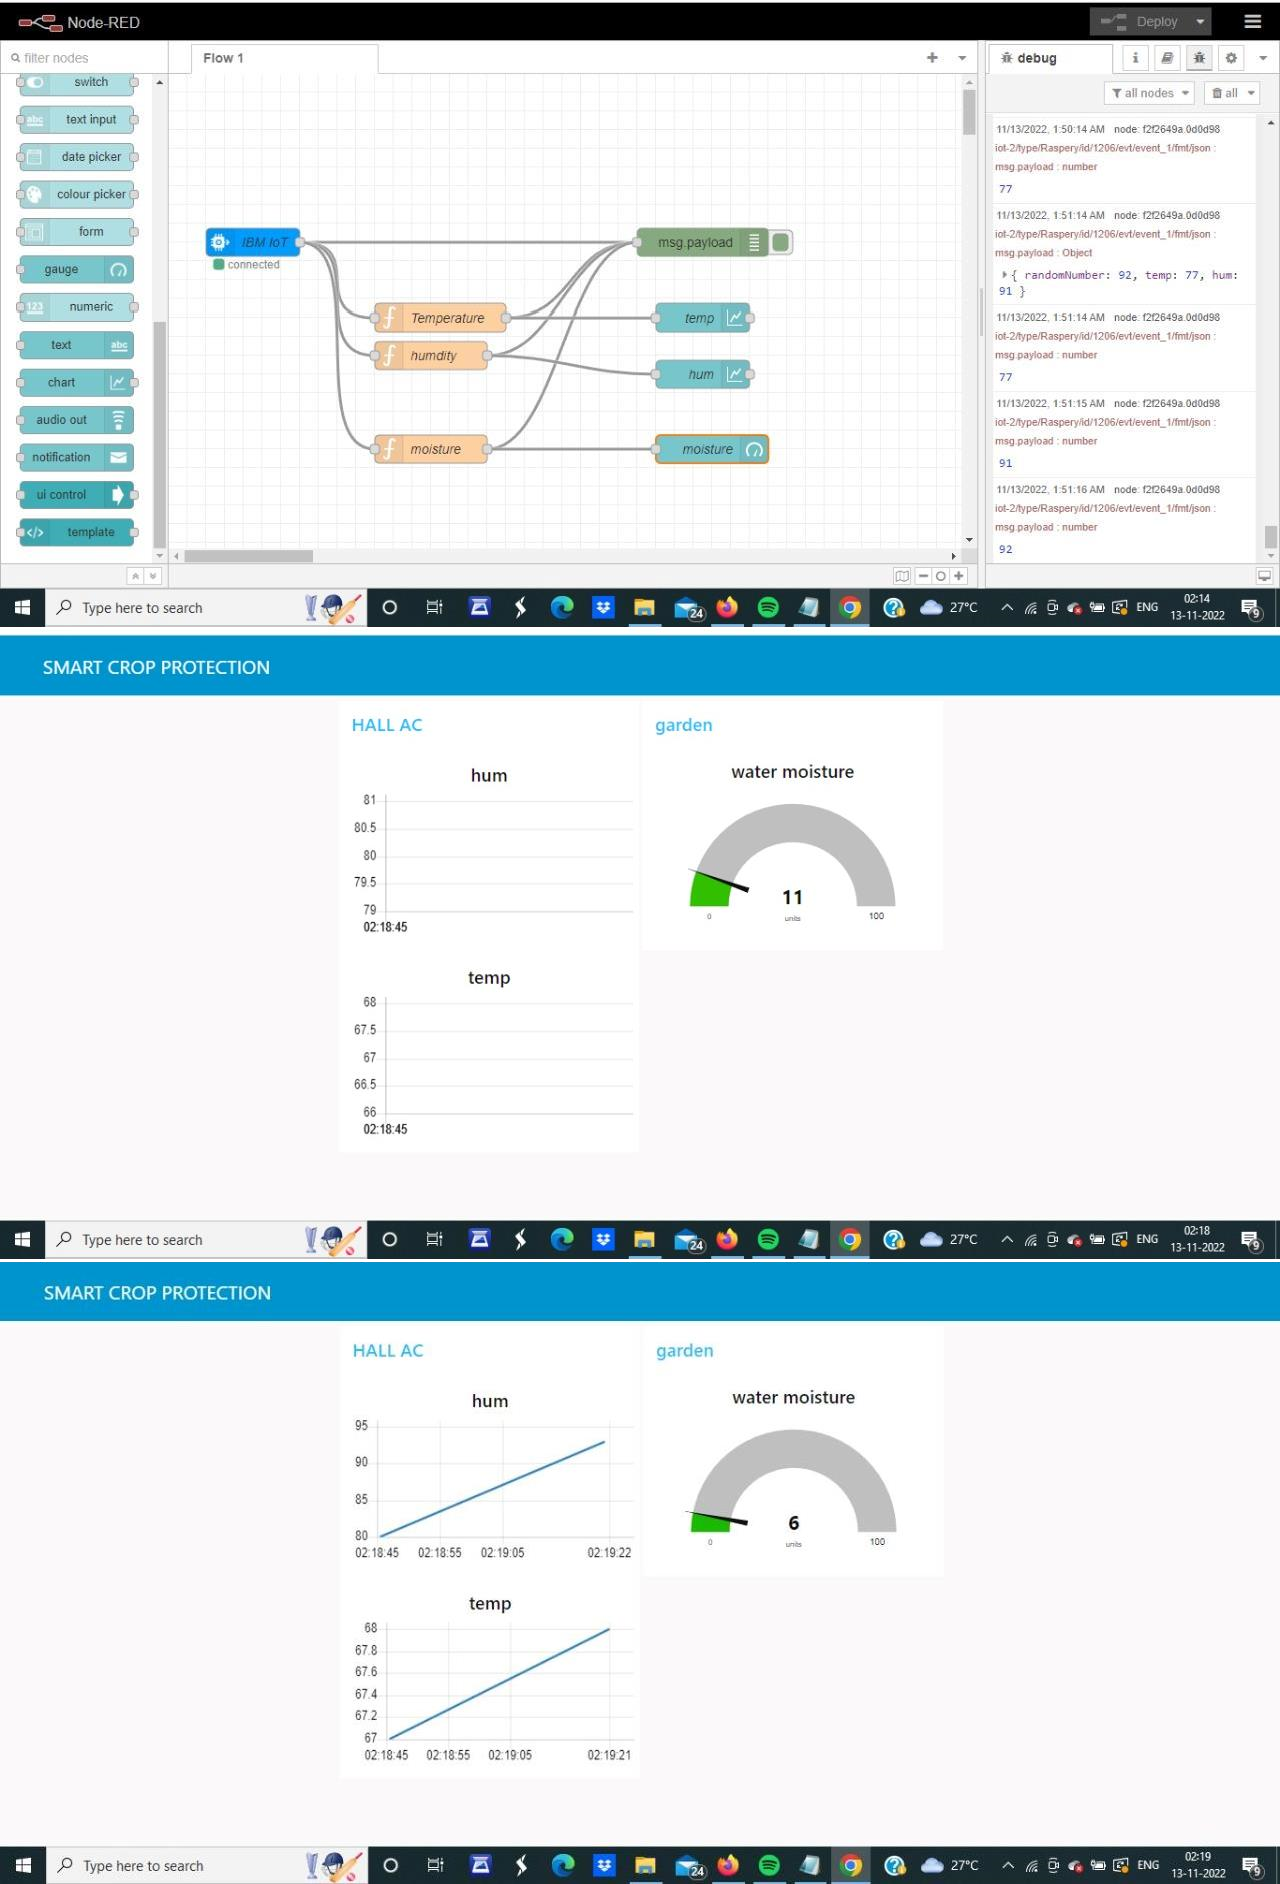 Node-RED
Deploy
filter nodes
Flow 1
debug
all nodes
all
switch
abc text input
date picker
colour picker
form
gauge
123 numeric
text abc
chart
audio out
notification
ui control
</> template
IBM IoT
connected
Temperature
humdity
moisture
msg.payload
temp
hum
moisture
11/13/2022, 1:50:14 AM node: f2f2649a.0d0d98
iot-2/type/Raspery/id/1206/evt/event_1/fmt/json :
msg.payload : number
77
11/13/2022, 1:51:14 AM node: f2f2649a.0d0d98
iot-2/type/Raspery/id/1206/evt/event_1/fmt/json :
msg.payload : Object
{ randomNumber: 92, temp: 77, hum:
91 }
11/13/2022, 1:51:14 AM node: f2f2649a.0d0d98
iot-2/type/Raspery/id/1206/evt/event_1/fmt/json :
msg.payload : number
77
11/13/2022, 1:51:15 AM node: f2f2649a.0d0d98
iot-2/type/Raspery/id/1206/evt/event_1/fmt/json :
msg.payload : number
91
11/13/2022, 1:51:16 AM node: f2f2649a.0d0d98
iot-2/type/Raspery/id/1206/evt/event_1/fmt/json :
msg.payload : number
92
Type here to search
24
27°C
ENG
02:14
13-11-2022
9
SMART CROP PROTECTION
HALL AC
hum
81
80.5
80
79.5
79
02:18:45
temp
68
67.5
67
66.5
66
02:18:45
garden
water moisture
11
0
units
100
Type here to search
24
27°C
ENG
02:18
13-11-2022
9
SMART CROP PROTECTION
HALL AC
hum
95
90
85
80
02:18:45 02:18:55 02:19:05 02:19:22
temp
68
67.8
67.6
67.4
67.2
67
02:18:45 02:18:55 02:19:05 02:19:21
garden
water moisture
6
0
units
100
Type here to search
24
27°C
ENG
02:19
13-11-2022
9